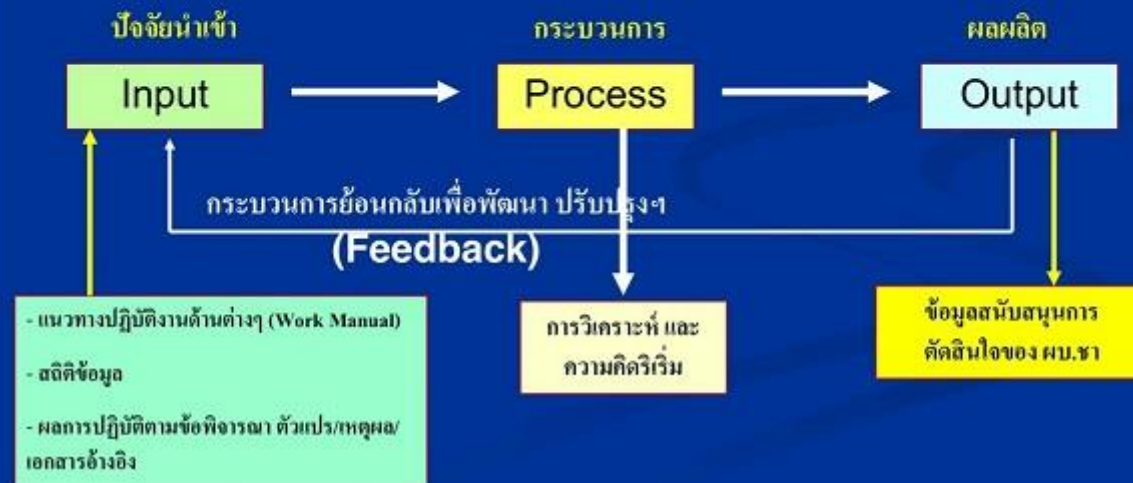 ปัจจัยนำเข้า
กระบวนการ
ผลผลิต
Input
Process
Output
กระบวนการย้อนกลับเพื่อพัฒนา ปรับปรุงฯ
(Feedback)
- แนวทางปฏิบัติงานด้านต่างๆ (Work Manual)
- สถิติข้อมูล
- ผลการปฏิบัติตามข้อพิจารณา ตัวแปร/เหตุผล/
เอกสารอ้างอิง
การวิเคราะห์ และ
ความคิดริเริ่ม
ข้อมูลสนับสนุนการ
ตัดสินใจของ ผบ.ชา